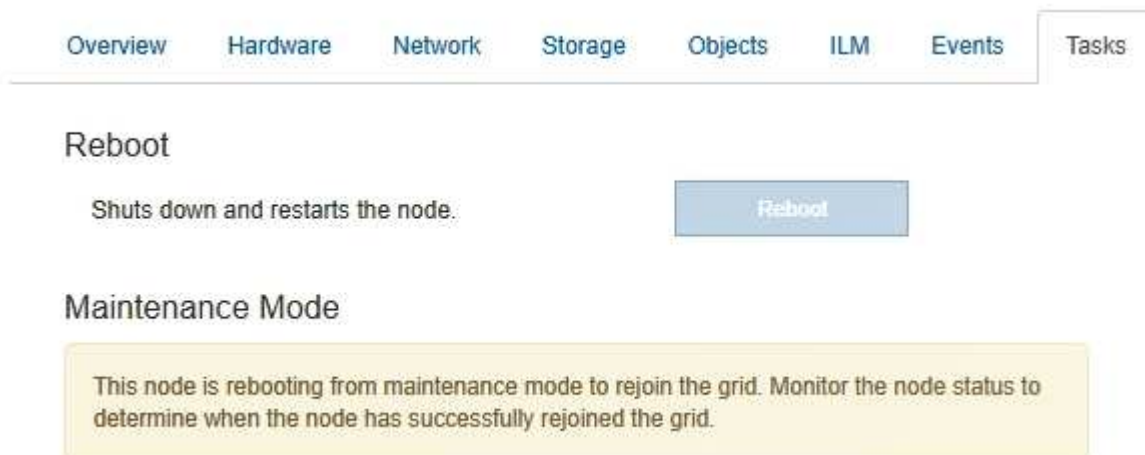 Overview Hardware Network Storage Objects ILM Events Tasks
Reboot
Shuts down and restarts the node. Reboot
Maintenance Mode
This node is rebooting from maintenance mode to rejoin the grid. Monitor the node status to
determine when the node has successfully rejoined the grid.